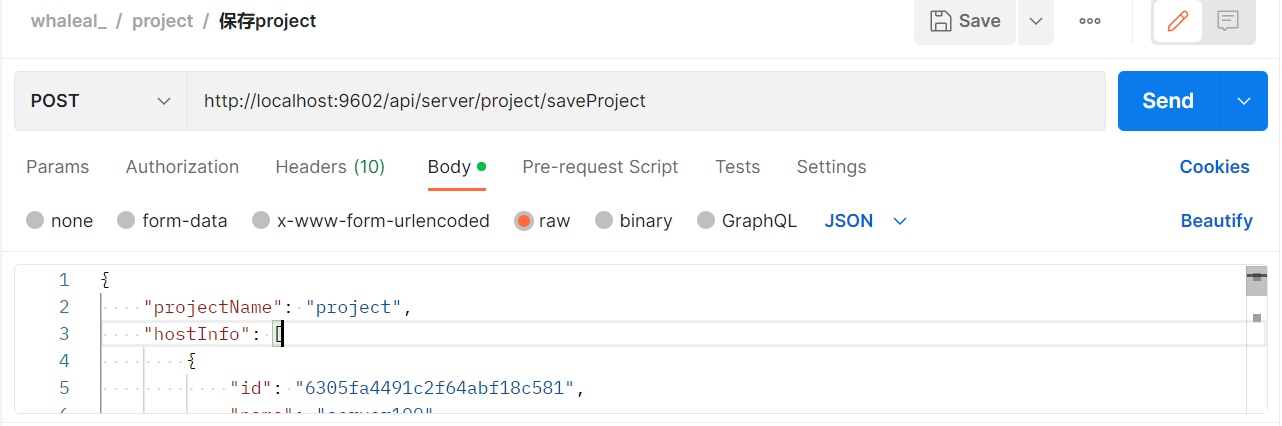 whaleal_ / project / 保存project
Save
POST
http://localhost:9602/api/server/project/saveProject
Send
Params Authorization Headers (10) Body Pre-request Script Tests Settings Cookies
none form-data x-www-form-urlencoded raw binary GraphQL JSON Beautify
1 {
2 "projectName": "project",
3 "hostInfo": [
4 {
5 "id": "6305fa4491c2f64abf18c581",